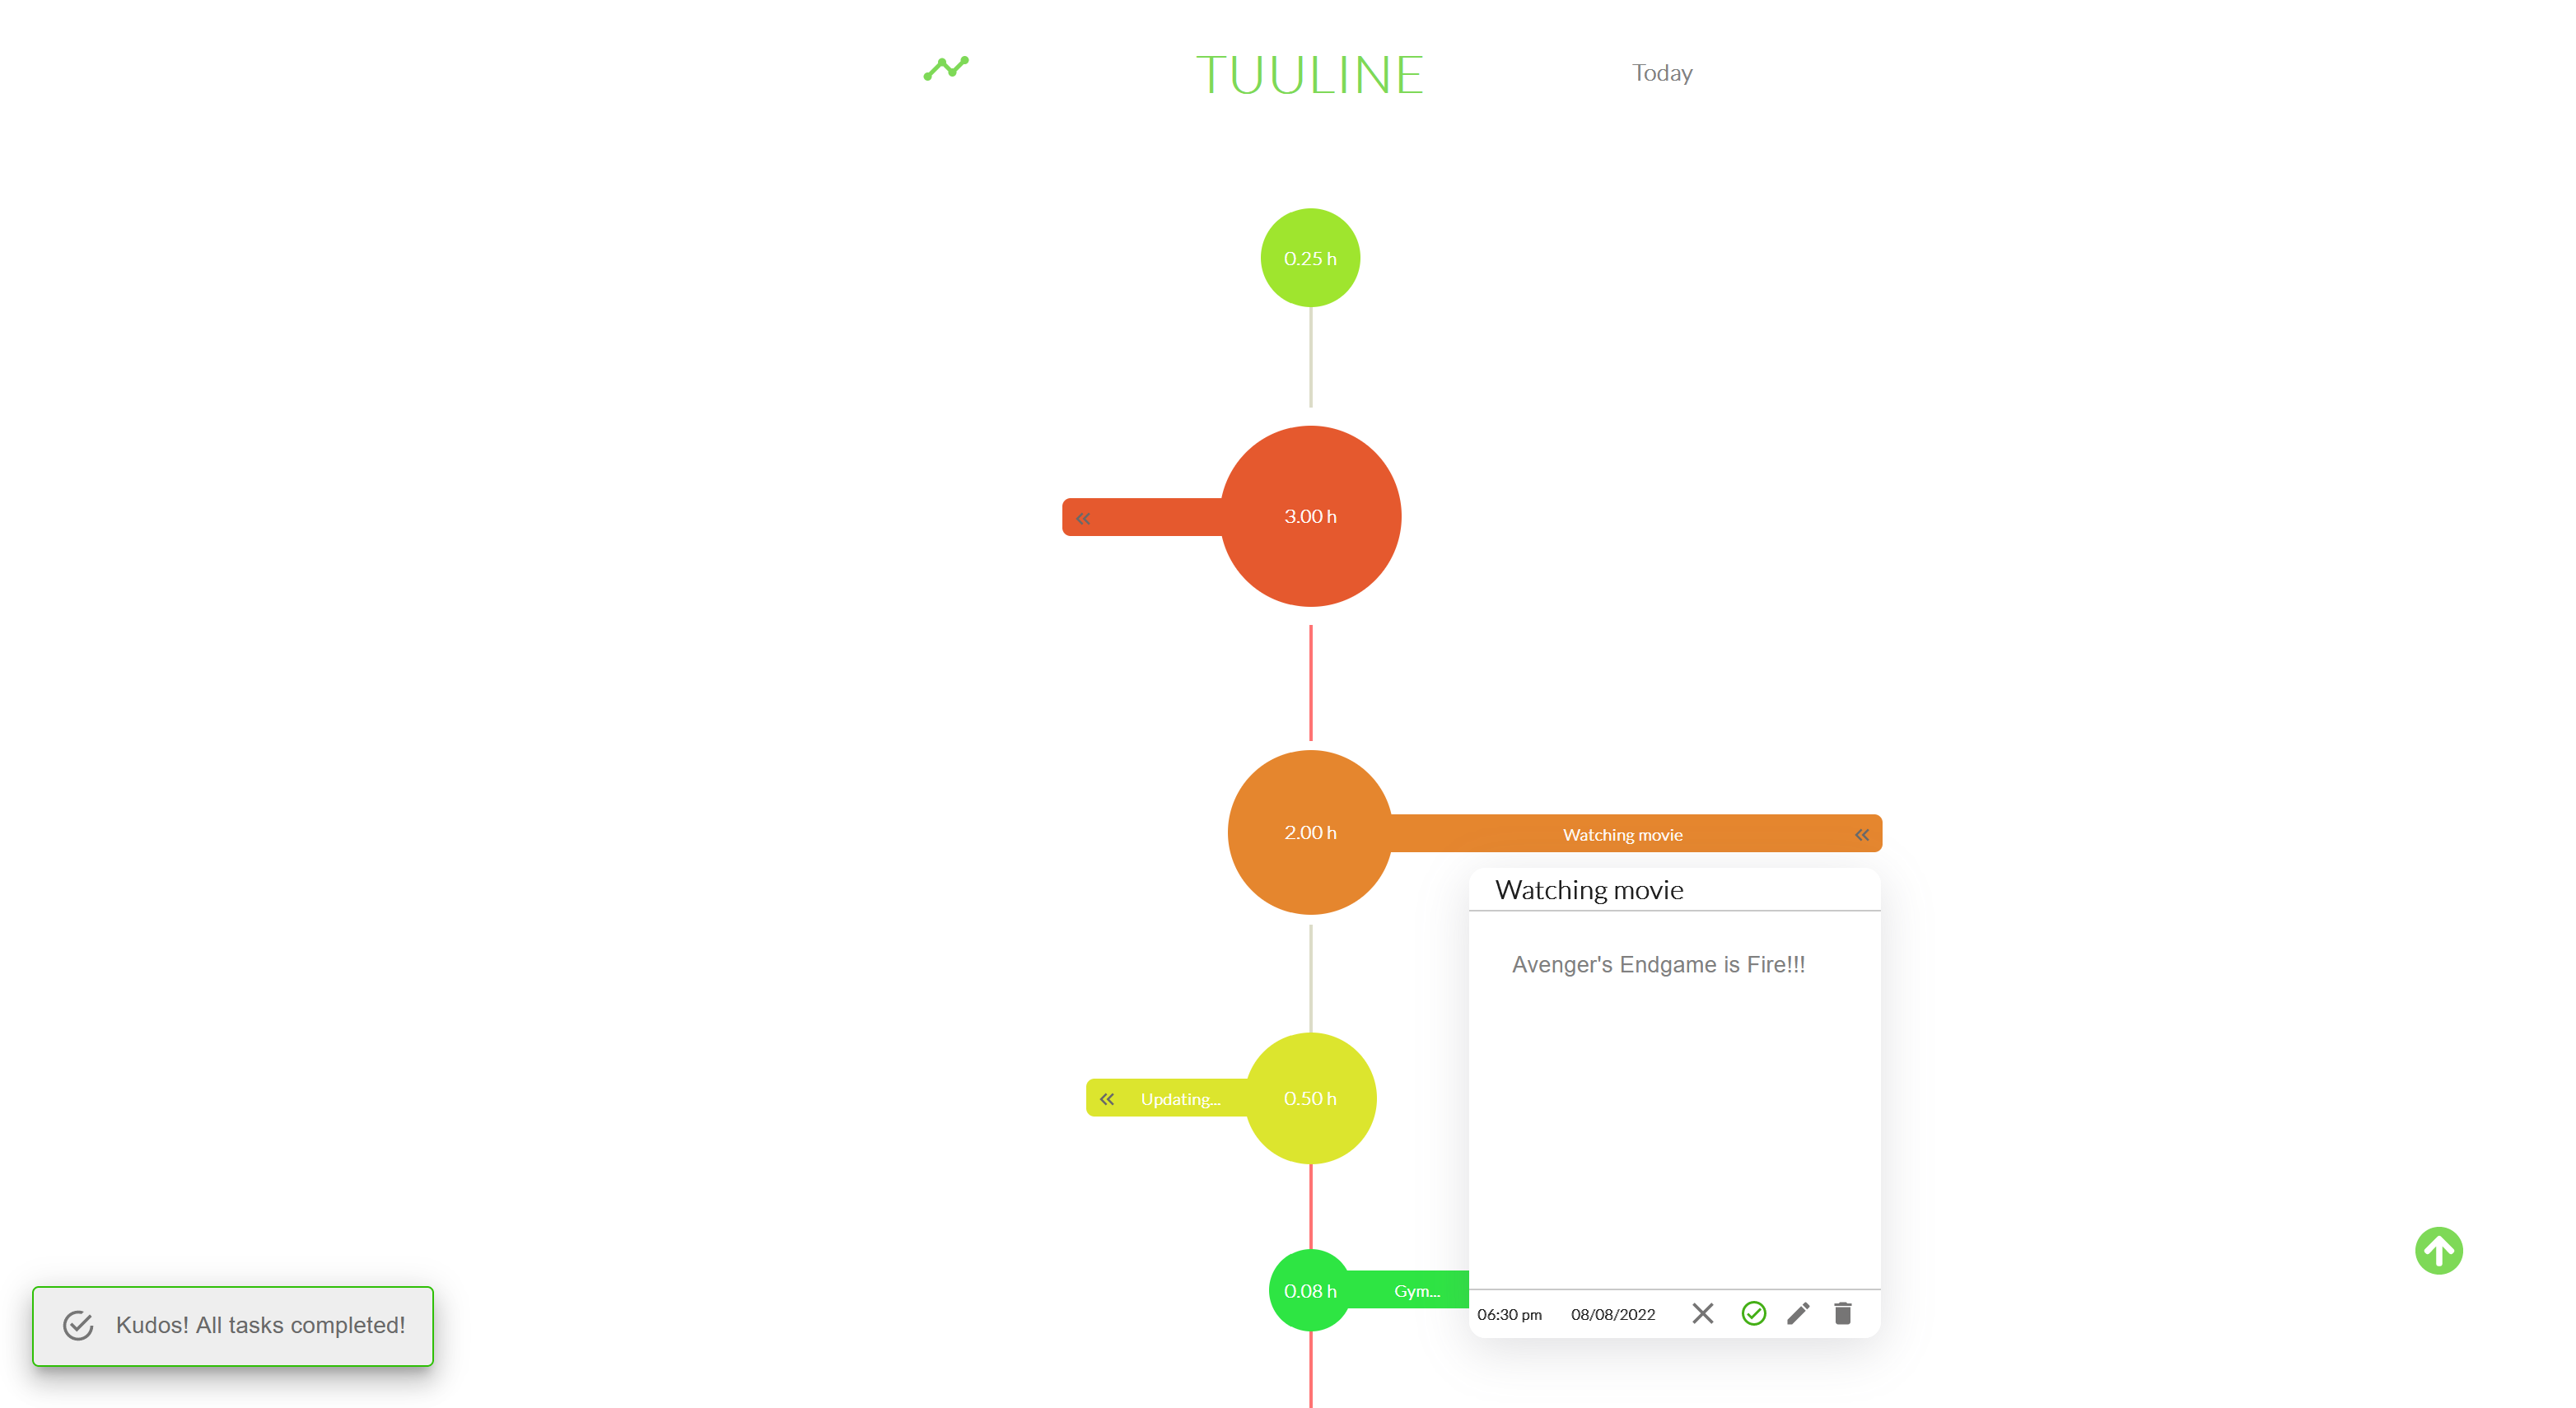 TUULINE
Today
0.25 h
3.00 h
2.00 h
Watching movie
Watching movie
Avenger's Endgame is Fire!!!
Updating...
0.50 h
0.08 h
Gym...
06:30 pm 08/08/2022
Kudos! All tasks completed!